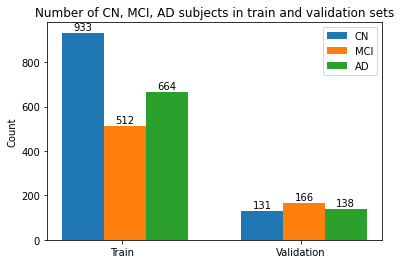 Number of CN, MCI, AD subjects in train and validation sets
933
CN
MCI
AD
800
664
600
512
Count
400
200
131
166
138
0
Train
Validation